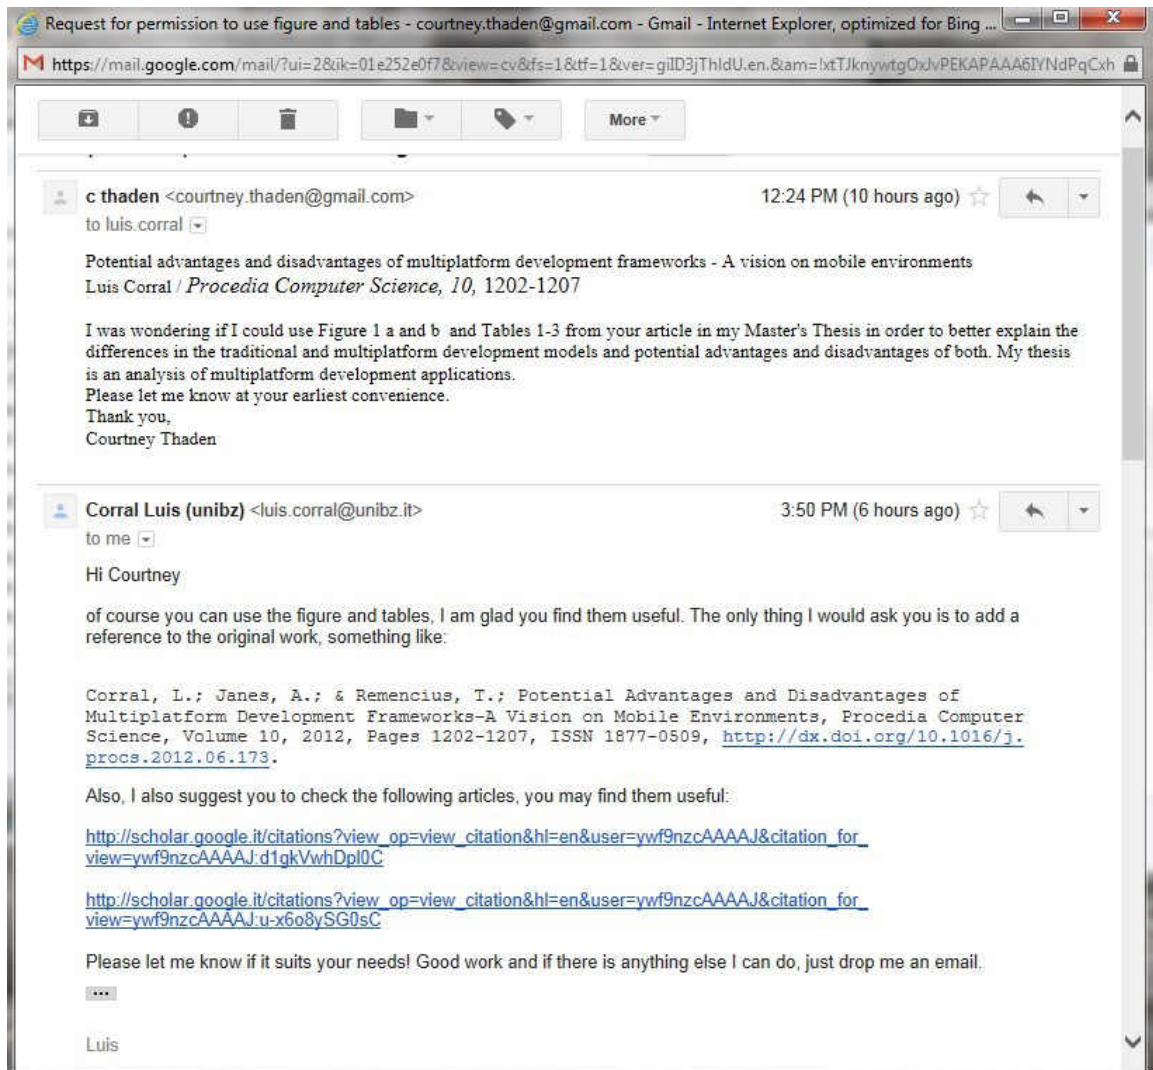 Request for permission to use figure and tables - courtney.thaden@gmail.com - Gmail - Internet Explorer, optimized for Bing ...
https://mail.google.com/mail/?ui=2&ik=01e252e0f7&view=cv&fs=1&tf=1&ver=
More
c thaden <courtney.thaden@gmail.com> 12:24 PM (10 hours ago)
to luis.corral
Potential advantages and disadvantages of multiplatform development frameworks - A vision on mobile environments
Luis Corral / Procedia Computer Science, 10, 1202-1207
I was wondering if I could use Figure 1 a and b and Tables 1-3 from your article in my Master's Thesis in order to better explain the
differences in the traditional and multiplatform development models and potential advantages and disadvantages of both. My thesis
is an analysis of multiplatform development applications.
Please let me know at your earliest convenience.
Thank you,
Courtney Thaden
Corral Luis (unibz) <luis.corral@unibz.it> 3:50 PM (6 hours ago)
to me
Hi Courtney
of course you can use the figure and tables, I am glad you find them useful. The only thing I would ask you is to add a
reference to the original work, something like:
Corral, L.; Janes, A.; & Remencius, T.; Potential Advantages and Disadvantages of
Multiplatform Development Frameworks-A Vision on Mobile Environments, Procedia Computer
Science, Volume 10, 2012, Pages 1202-1207, ISSN 1877-0509, http://dx.doi.org/10.1016/j.
procs.2012.06.173.
Also, I also suggest you to check the following articles, you may find them useful:
http://scholar.google.it/citations?view_op=view_citation&hl=en&user=ywf9nzcAAAAJ&citation_for_
view=ywf9nzcAAAAJ:d1gkVwhDpl0C
http://scholar.google.it/citations?view_op=view_citation&hl=en&user=ywf9nzcAAAAJ&citation_for_
view=ywf9nzcAAAAJ:u-x6o8ySG0sC
Please let me know if it suits your needs! Good work and if there is anything else I can do, just drop me an email.
...
Luis